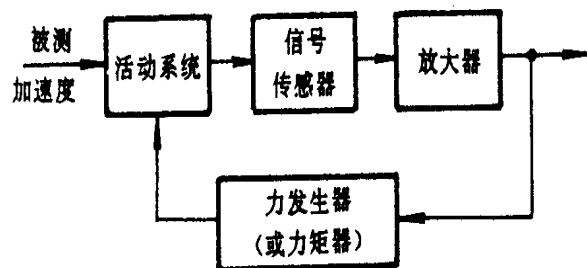 被测
加速度
活动系统
信号
传感器
放大器
力发生器
(或力矩器)